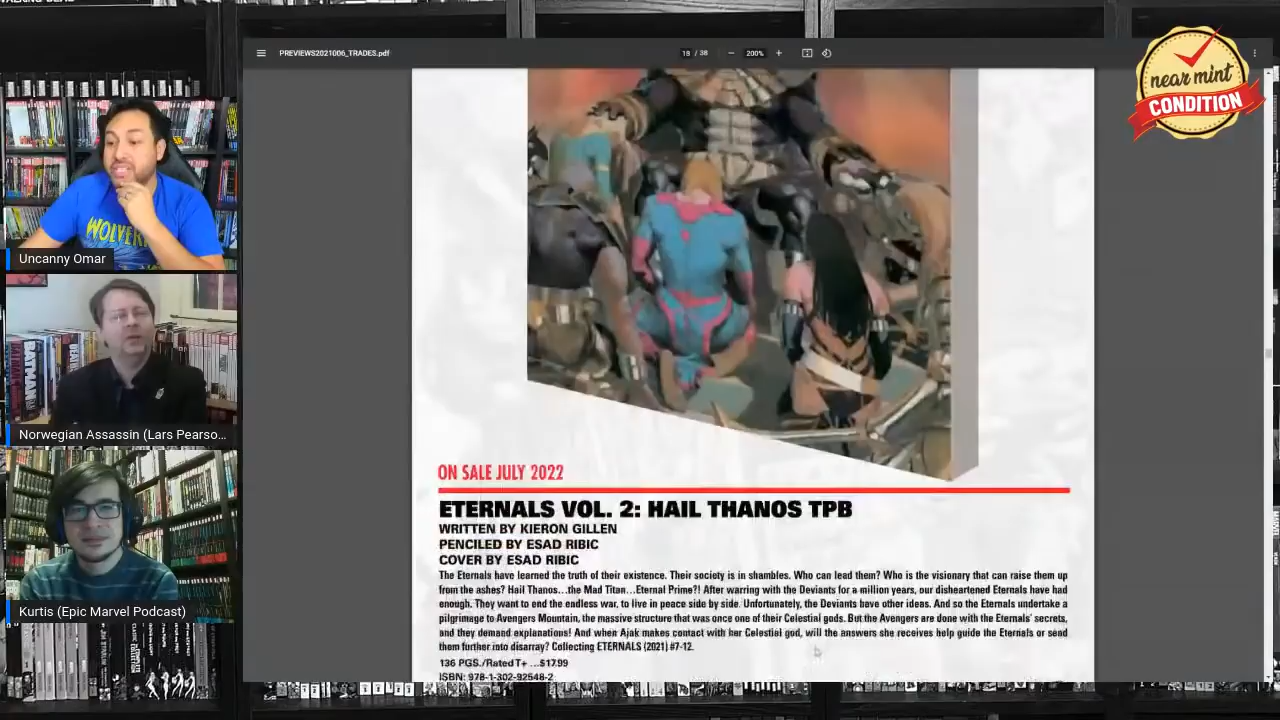 PREVIEWS2021006_TRADES.pdf
19 / 38
200%
near mint
CONDITION
WOLVER
Uncanny Omar
BATMAN
Norwegian Assassin (Lars Pearso...
Kurtis (Epic Marvel Podcast)
ON SALE JULY 2022
ETERNALS VOL. 2: HAIL THANOS TPB
WRITTEN BY KIERON GILLEN
PENCILED BY ESAD RIBIC
COVER BY ESAD RIBIC
The Eternals have learned the truth of their existence. Their society is in shambles. Who can lead them? Who is the visionary that can raise them up
from the ashes? Hail Thanos...the Mad Titan...Eternal Prime?! After warring with the Deviants for a million years, our disheartened Eternals have had
enough. They want to end the endless war, to live in peace side by side. Unfortunately, the Deviants have other ideas. And so the Eternals undertake a
pilgrimage to Avengers Mountain, the massive structure that was once one of their Celestial gods. But the Avengers are done with the Eternals' secrets,
and they demand explanations! And when Ajak makes contact with her Celestial god, will the answers she receives help guide the Eternals or send
them further into disarray? Collecting ETERNALS (2021) #7-12.
136 PGS./Rated T+ ...$17.99
ISBN: 978-1-302-92548-2